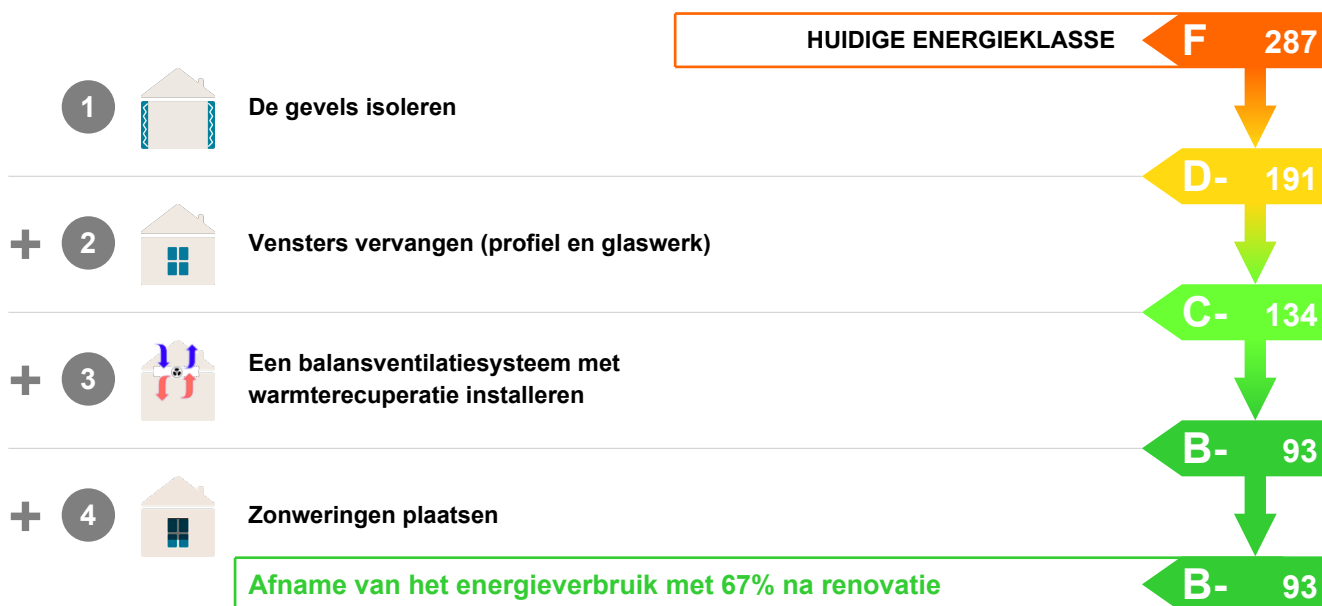 HUIDIGE ENERGIEKLASSE F 287
1 De gevels isoleren
D- 191
+ 2 Vensters vervangen (profiel en glaswerk)
C- 134
+ 3 Een balansventilatiesysteem met
warmterecuperatie installeren
B- 93
+ 4 Zonweringen plaatsen
Afname van het energieverbruik met 67% na renovatie B- 93